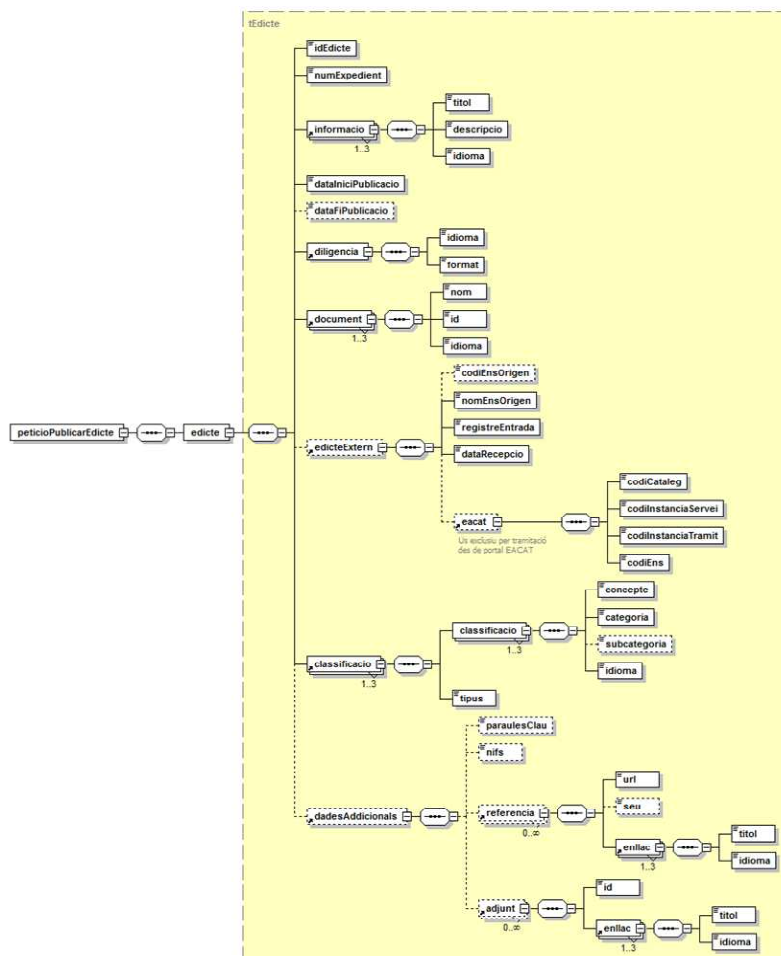 tEdicte
idEdicte
numExpedient
titol
informacio
descripcio
1..3
idioma
dataIniciPublicacio
dataFiPublicacio
idioma
diligencia
format
nom
document
id
1..3
idioma
codiEnsOrigen
nomEnsOrigen
registreEntrada
peticioPublicarEdicte
edicte
edicteExtern
dataRecepcio
codiCataleg
codiInstanciaServei
eacat
codiInstanciaTramit
Us exclusiu per tramitació
des de portal EACAT
codiEns
concepte
categoria
classificacio
1..3
subcategoria
classificacio
idioma
1..3
tipus
paraulesClau
nifs
url
dadesAddicionals
referencia
seu
0..∞
titol
enllac
1..3
idioma
id
adjunt
0..∞
titol
enllac
1..3
idioma